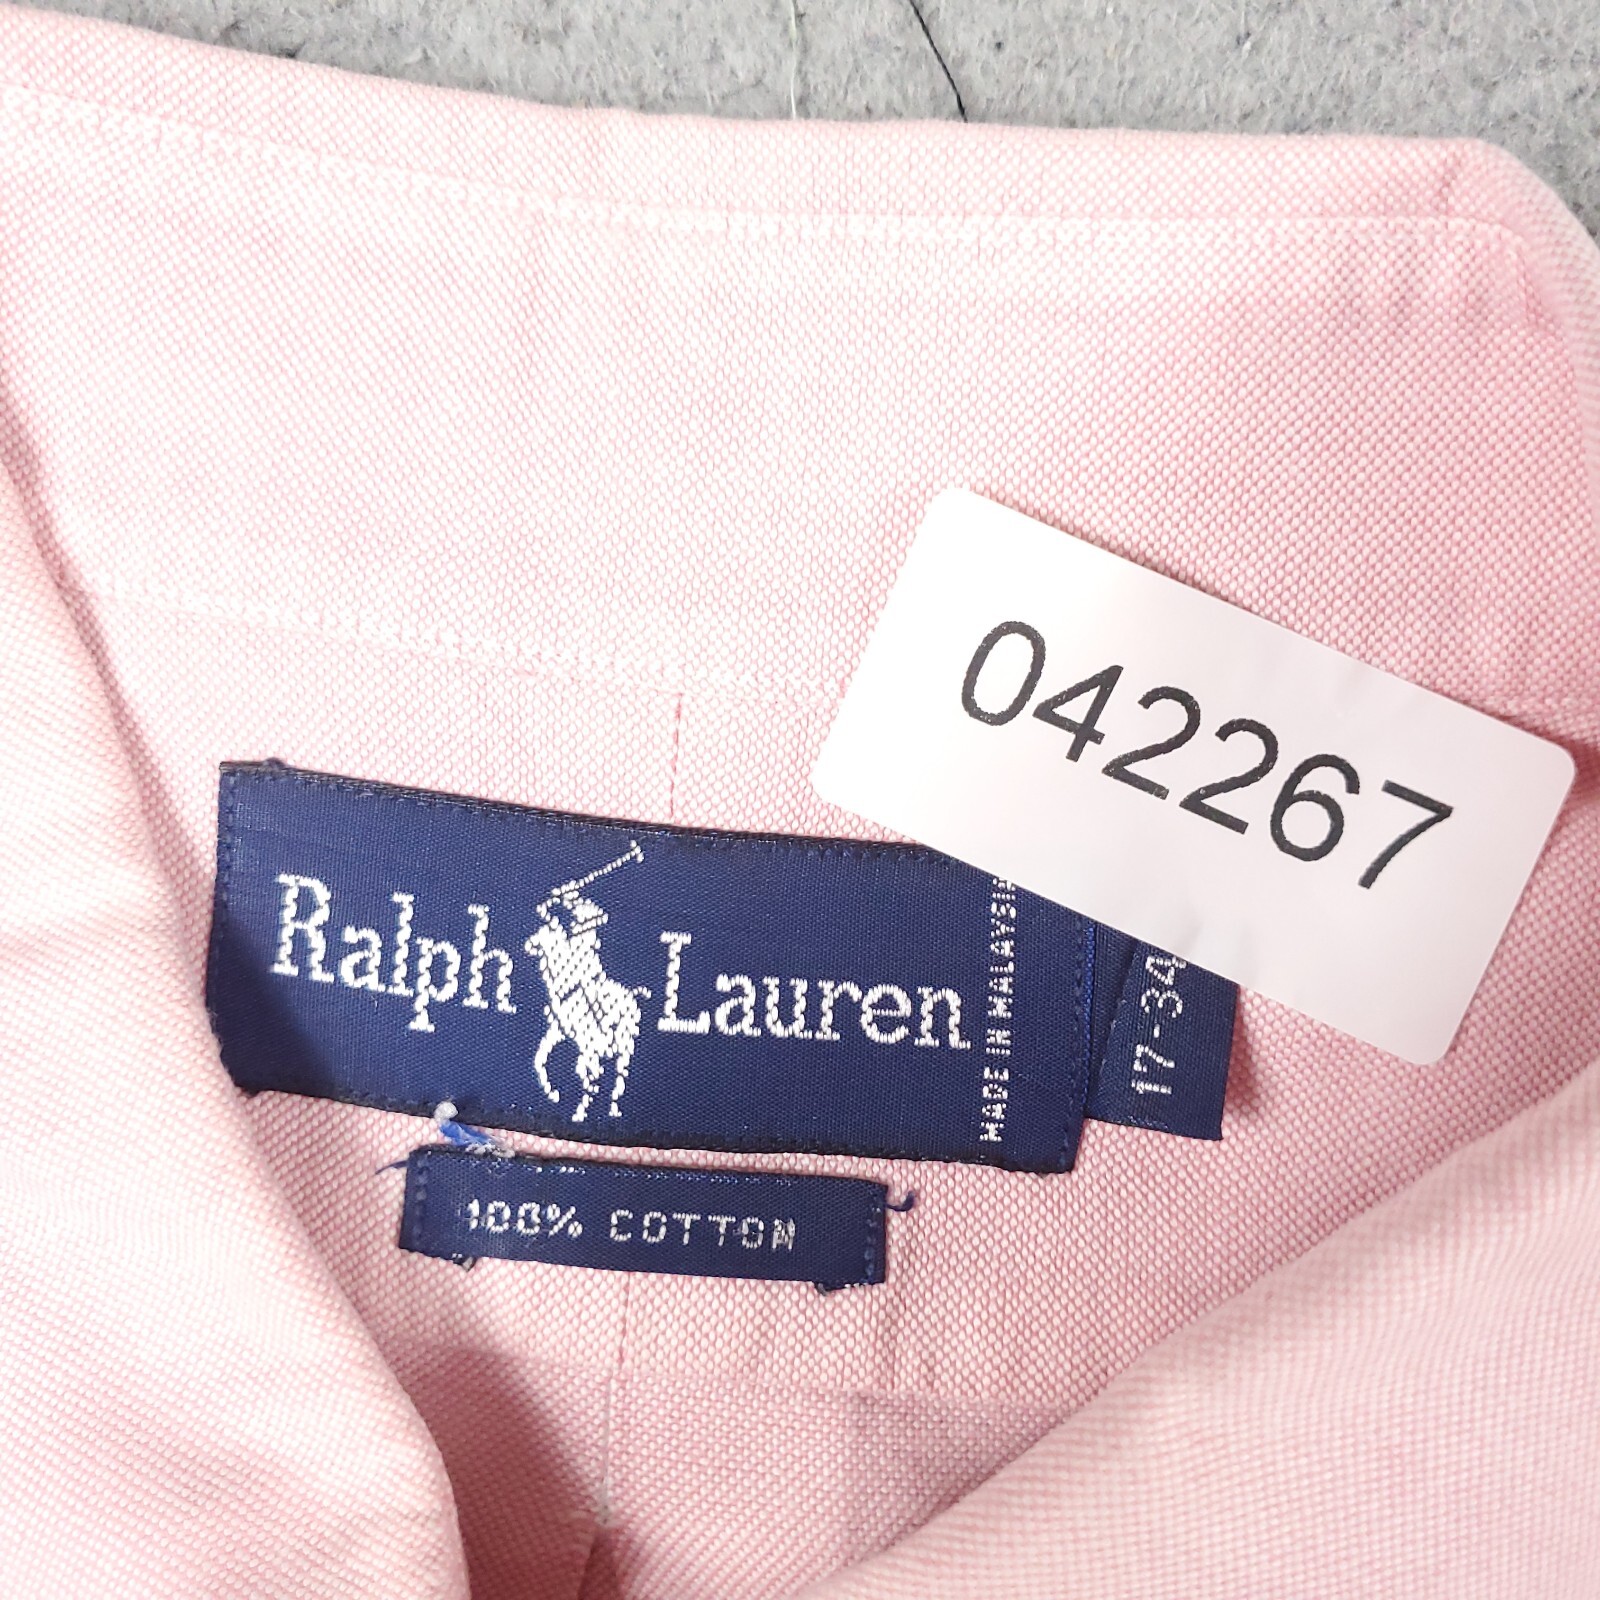 042267
Ralph Lauren
MADE IN MALAYSIA
17-34
100% COTTON